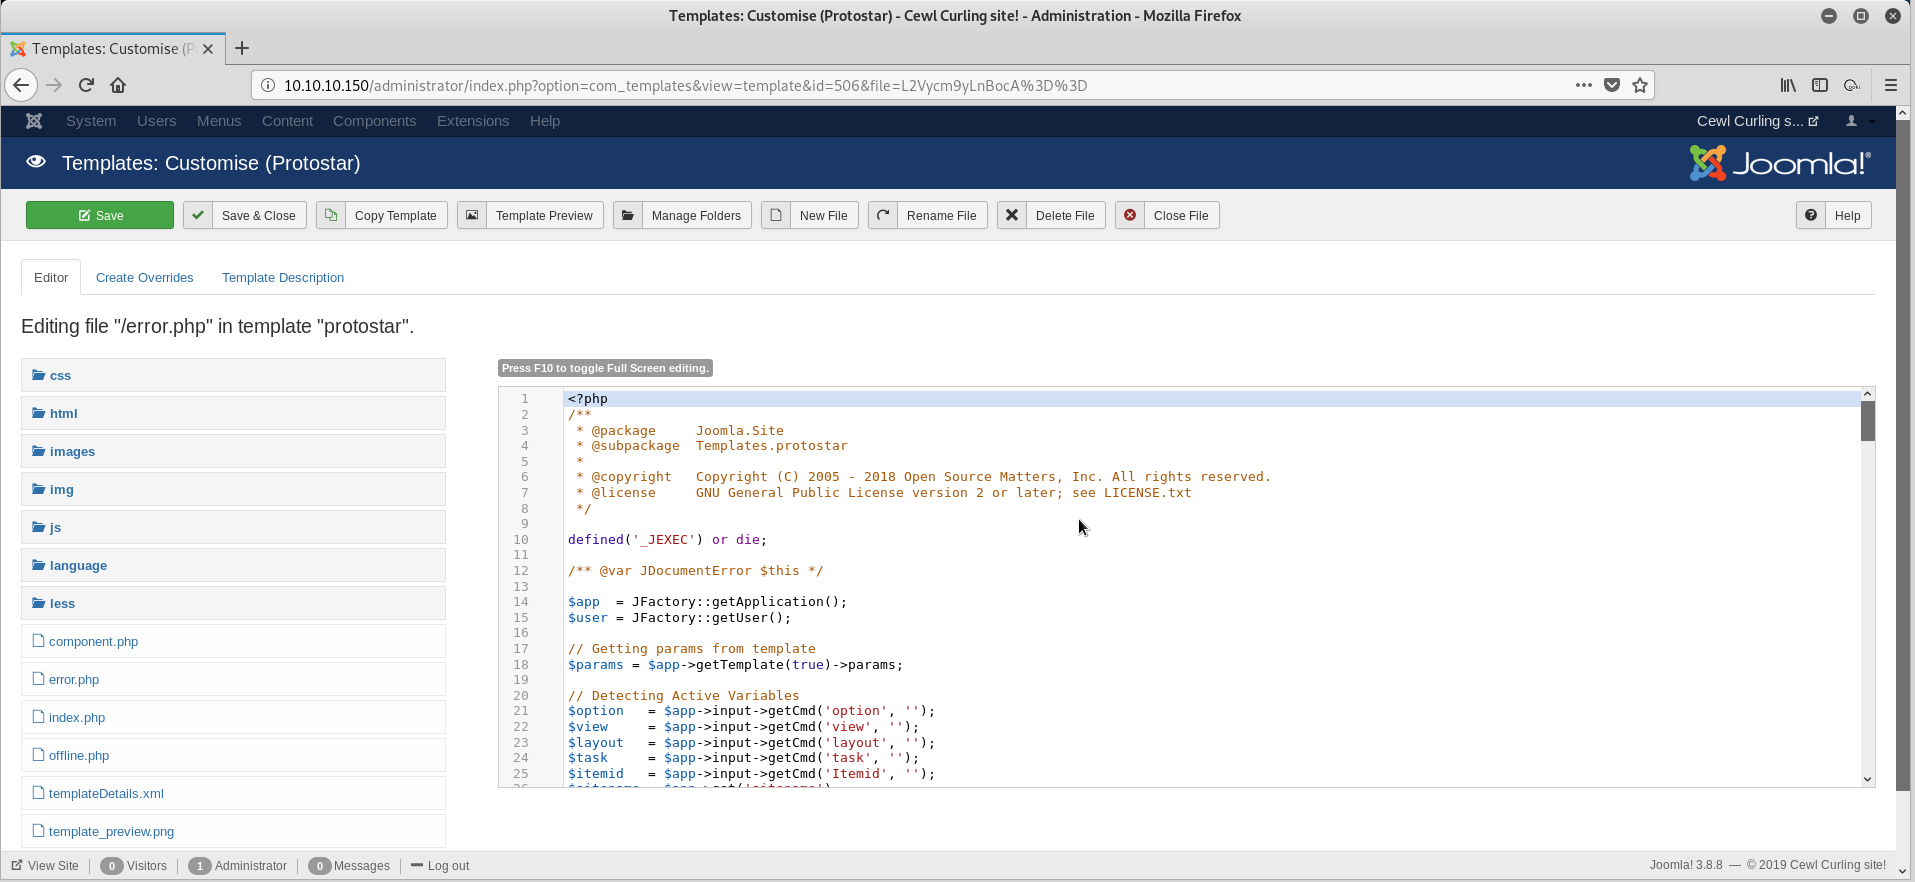 Templates: Customise (Protostar) - Cewl Curling site! - Administration - Mozilla Firefox
Templates: Customise (P
10.10.10.150/administrator/index.php?option=com_templates&view=template&id=506&file=L2Vycm9yLnBocA%3D%3D
System Users Menus Content Components Extensions Help Cewl Curling s...
Templates: Customise (Protostar) Joomla!®
Save Save & Close Copy Template Template Preview Manage Folders New File Rename File Delete File Close File Help
Editor Create Overrides Template Description
Editing file "/error.php" in template "protostar".
css
html
images
img
js
language
less
component.php
error.php
index.php
offline.php
templateDetails.xml
template_preview.png
Press F10 to toggle Full Screen editing.
1 <?php
2 /**
3  * @package     Joomla.Site
4  * @subpackage  Templates.protostar
5  *
6  * @copyright   Copyright (C) 2005 - 2018 Open Source Matters, Inc. All rights reserved.
7  * @license     GNU General Public License version 2 or later; see LICENSE.txt
8  */
9
10 defined('_JEXEC') or die;
11
12 /** @var JDocumentError $this */
13
14 $app  = JFactory::getApplication();
15 $user = JFactory::getUser();
16
17 // Getting params from template
18 $params = $app->getTemplate(true)->params;
19
20 // Detecting Active Variables
21 $option   = $app->input->getCmd('option', '');
22 $view     = $app->input->getCmd('view', '');
23 $layout   = $app->input->getCmd('layout', '');
24 $task     = $app->input->getCmd('task', '');
25 $itemid   = $app->input->getCmd('Itemid', '');
View Site 0 Visitors 1 Administrator 0 Messages Log out Joomla! 3.8.8 — © 2019 Cewl Curling site!